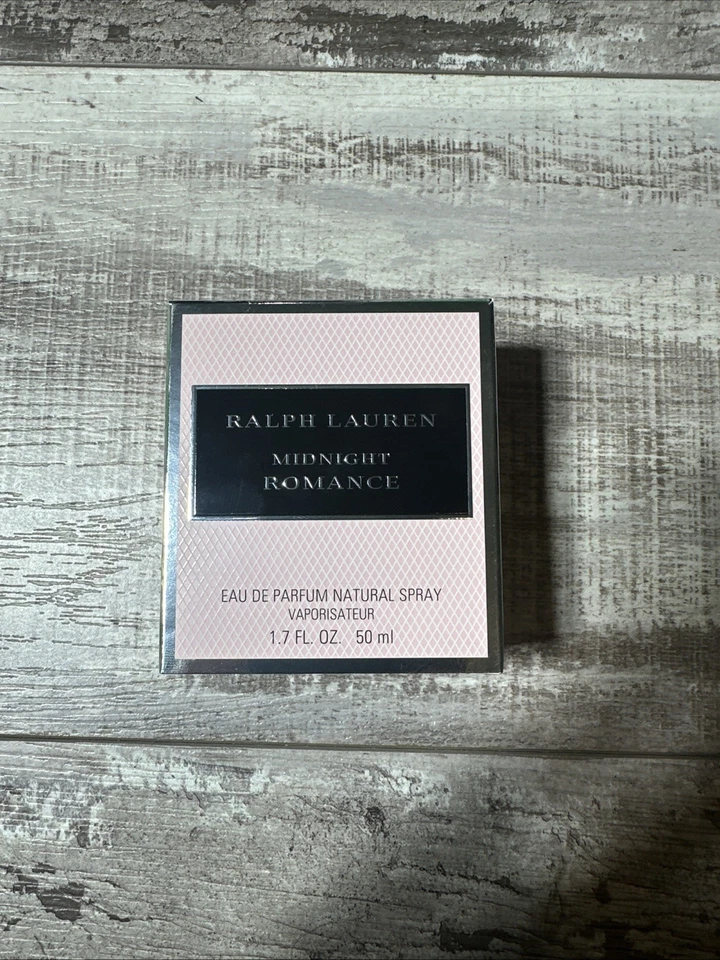 RALPH LAUREN
MIDNIGHT
ROMANCE
EAU DE PARFUM NATURAL SPRAY
VAPORISATEUR
1.7 FL. OZ. 50 ml